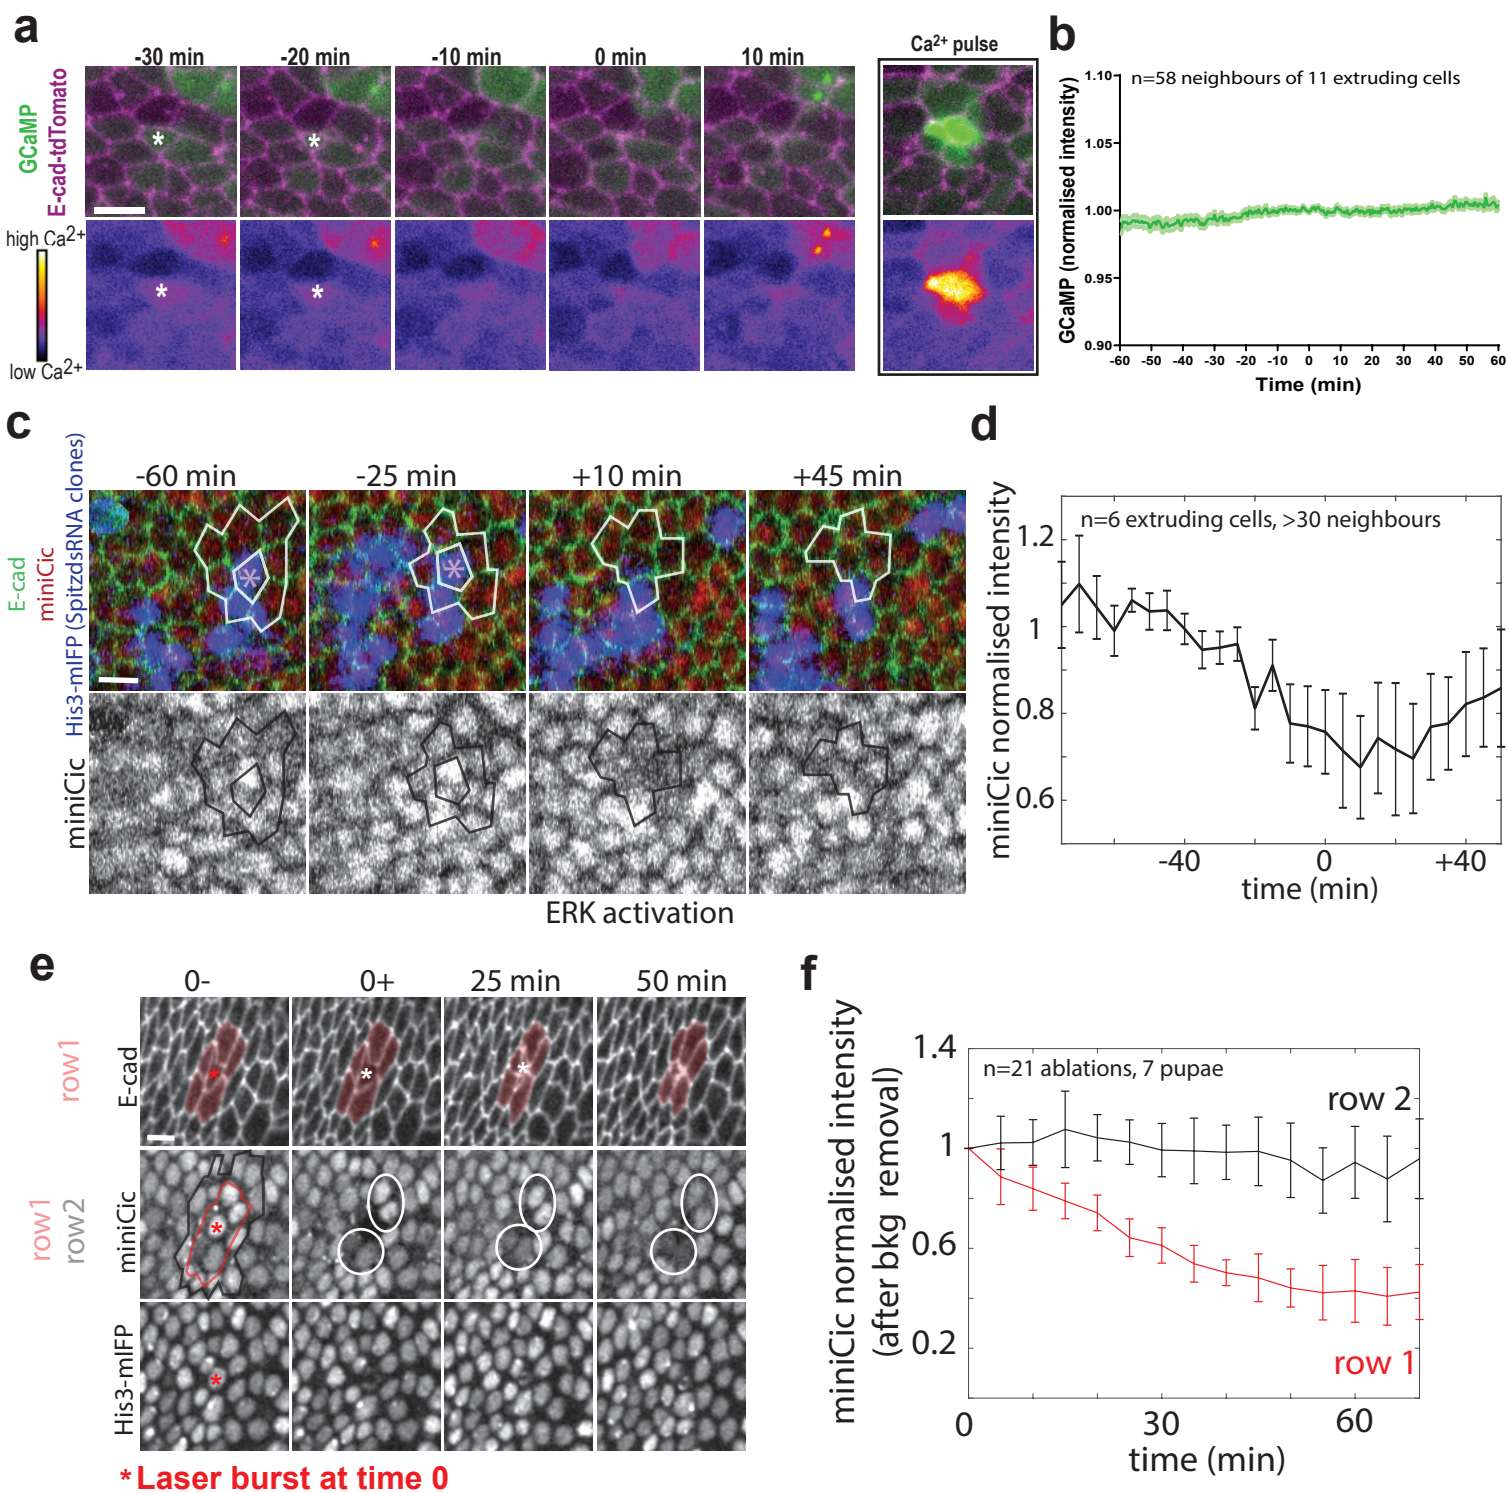 a
-30 min
-20 min
-10 min
0 min
10 min
Ca2+ pulse
GCaMP
E-cad-tdTomato
*
*
high Ca2+
low Ca2+
*
*
b
n=58 neighbours of 11 extruding cells
GCaMP (normalised intensity)
1.10
1.05
1.00
0.95
0.90
-60 -50 -40 -30 -20 -10 0 10 20 30 40 50 60
Time (min)
c
-60 min
-25 min
+10 min
+45 min
E-cad
miniCic
His3-mIFP (SpitzdsRNA clones)
*
*
miniCic
ERK activation
d
n=6 extruding cells, >30 neighbours
miniCic normalised intensity
1.2
1
0.8
0.6
-40 0 +40
time (min)
e
0-
0+
25 min
50 min
row1
E-cad
*
*
*
row1
row2
miniCic
*
His3-mIFP
*
*Laser burst at time 0
f
n=21 ablations, 7 pupae
miniCic normalised intensity
(after bkg removal)
1.4
1
0.6
0.2
row 2
row 1
0 30 60
time (min)